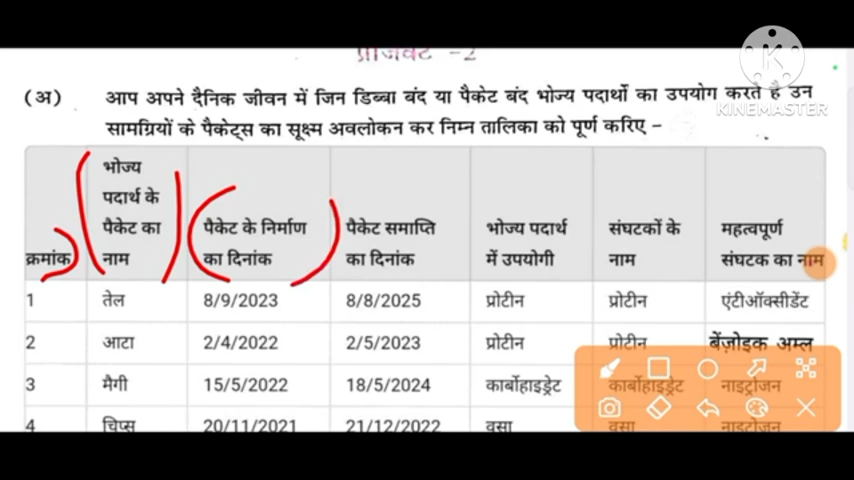 प्रोजेक्ट -2
KINEMASTER
(अ) आप अपने दैनिक जीवन में जिन डिब्बा बंद या पैकेट बंद भोज्य पदार्थो का उपयोग करते है उन
सामग्रियों के पैकेट्स का सूक्ष्म अवलोकन कर निम्न तालिका को पूर्ण करिए -
क्रमांक भोज्य पदार्थ के पैकेट का नाम पैकेट के निर्माण का दिनांक पैकेट समाप्ति का दिनांक भोज्य पदार्थ में उपयोगी संघटकों के नाम महत्वपूर्ण संघटक का नाम
1 तेल 8/9/2023 8/8/2025 प्रोटीन प्रोटीन एंटीऑक्सीडेंट
2 आटा 2/4/2022 2/5/2023 प्रोटीन प्रोटीन बेंज़ोइक अम्ल
3 मैगी 15/5/2022 18/5/2024 कार्बोहाइड्रेट कार्बोहाइड्रेट नाइट्रोजन
4 चिप्स 20/11/2021 21/12/2022 वसा वसा नाइटोजन